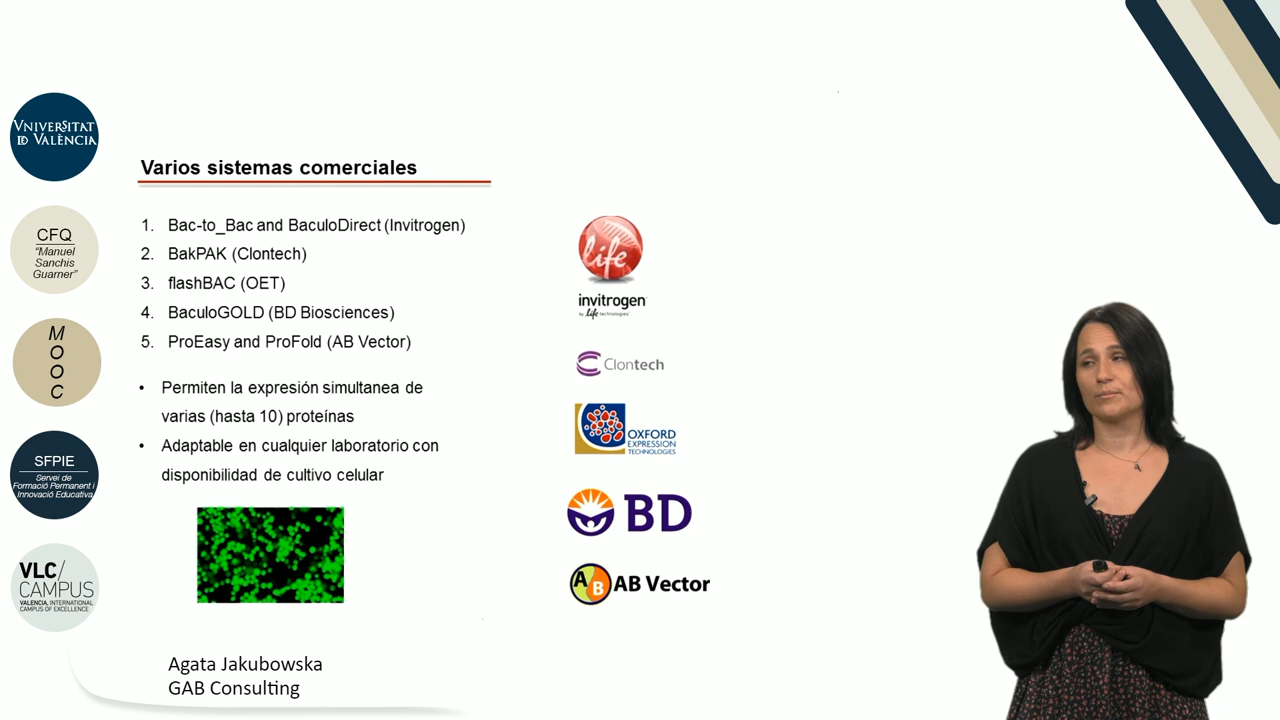 VNIVERSITAT
ID VALÈNCIA
CFQ
"Manuel
Sanchis
Guarner"
M
O
O
C
SFPIE
Servei de
Formació Permanent i
Innovació Educativa
VLC/
CAMPUS
VALENCIA, INTERNATIONAL
CAMPUS OF EXCELLENCE
Varios sistemas comerciales
1. Bac-to_Bac and BaculoDirect (Invitrogen)
2. BakPAK (Clontech)
3. flashBAC (OET)
4. BaculoGOLD (BD Biosciences)
5. ProEasy and ProFold (AB Vector)
• Permiten la expresión simultanea de
varias (hasta 10) proteínas
• Adaptable en cualquier laboratorio con
disponibilidad de cultivo celular
life
invitrogen
by life technologies
Clontech
OXFORD
EXPRESSION
TECHNOLOGIES
BD
AB AB Vector
Agata Jakubowska
GAB Consulting